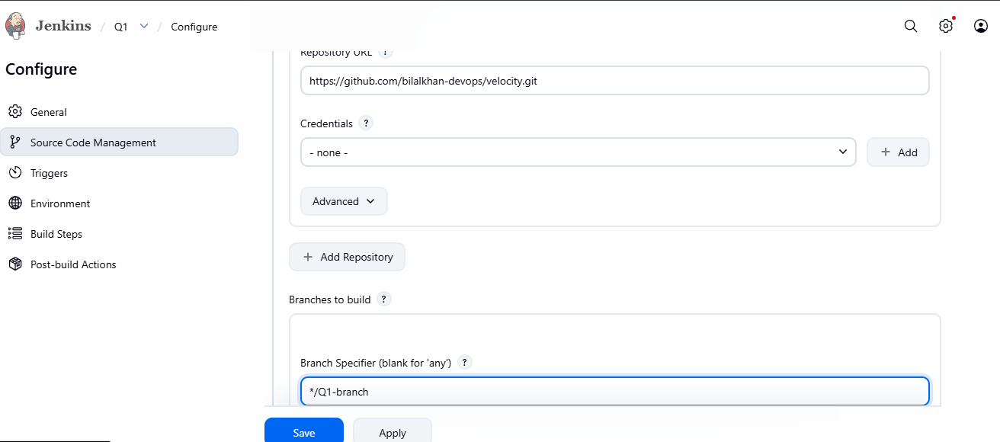 Jenkins / Q1 / Configure
Configure
General
Source Code Management
Triggers
Environment
Build Steps
Post-build Actions
Repository URL ?
https://github.com/bilalkhan-devops/velocity.git
Credentials ?
- none -
+ Add
Advanced
+ Add Repository
Branches to build ?
Branch Specifier (blank for 'any') ?
*/Q1-branch
Save Apply